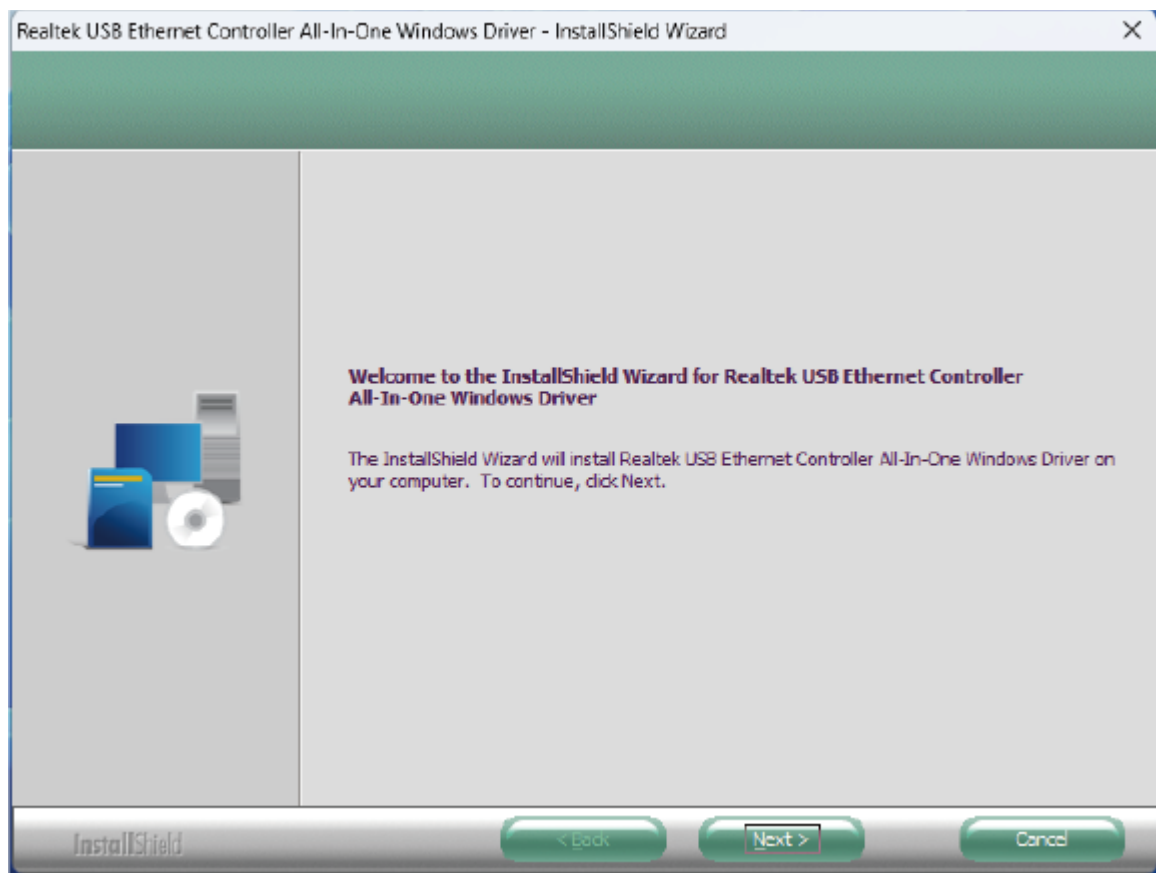 Realtek USB Ethernet Controller All-In-One Windows Driver - InstallShield Wizard
Welcome to the InstallShield Wizard for Realtek USB Ethernet Controller
All-In-One Windows Driver
The InstallShield Wizard will install Realtek USB Ethernet Controller All-In-One Windows Driver on
your computer. To continue, click Next.
InstallShield
< Back
Next >
Cancel